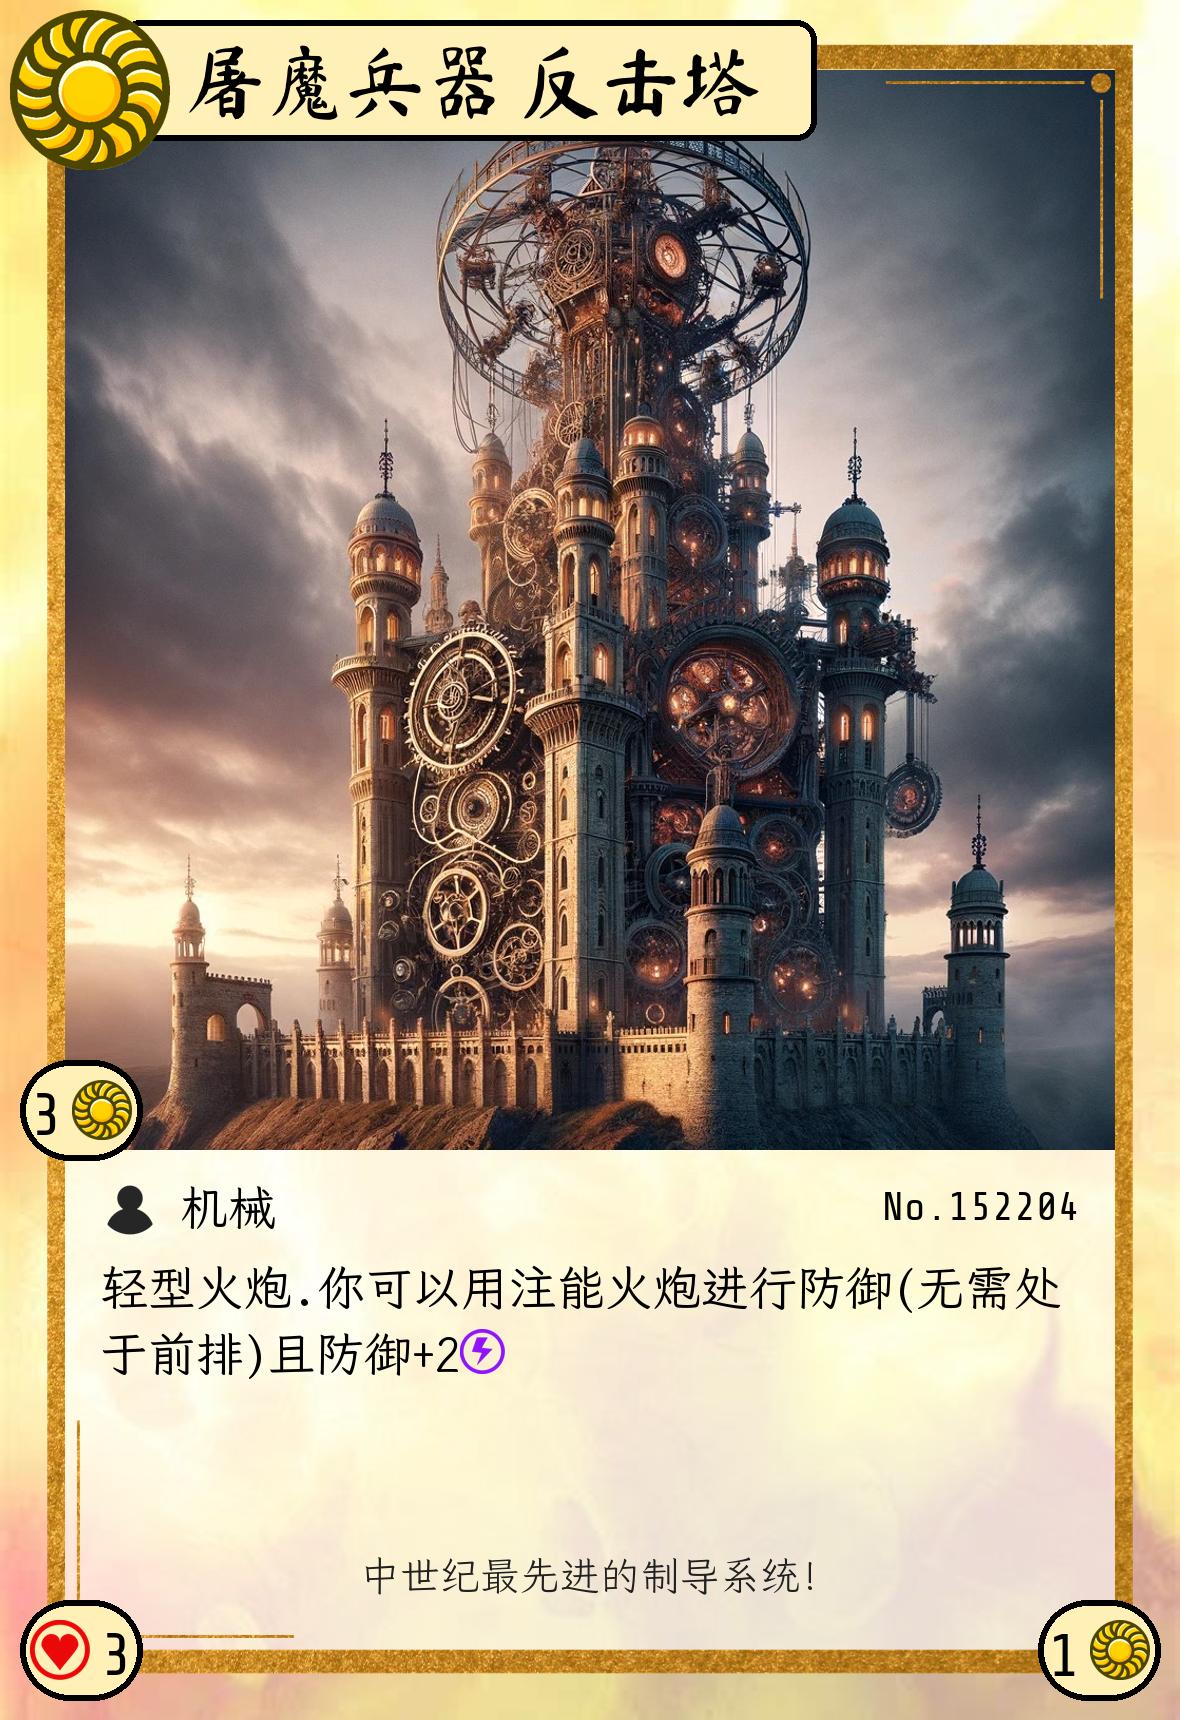 屠魔兵器 反击塔
3
机械
No.152204
轻型火炮.你可以用注能火炮进行防御(无需处
于前排)且防御+2
中世纪最先进的制导系统!
3
1